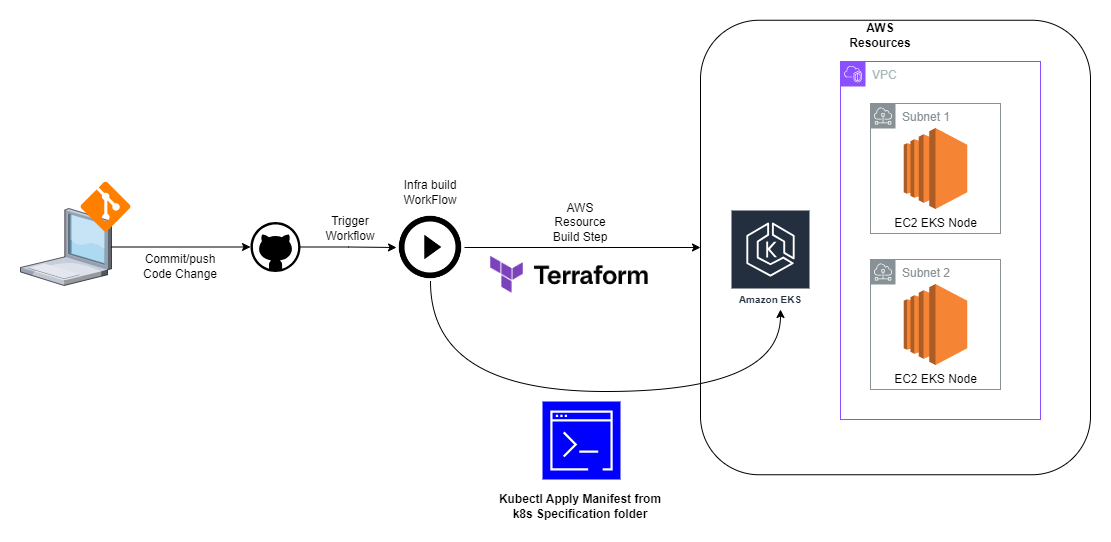 AWS
Resources
VPC
Subnet 1
EC2 EKS Node
Infra build
WorkFlow
AWS
Resource
Build Step
Trigger
Workflow
Commit/push
Code Change
Terraform
K
Amazon EKS
Subnet 2
EC2 EKS Node
Kubectl Apply Manifest from
k8s Specification folder